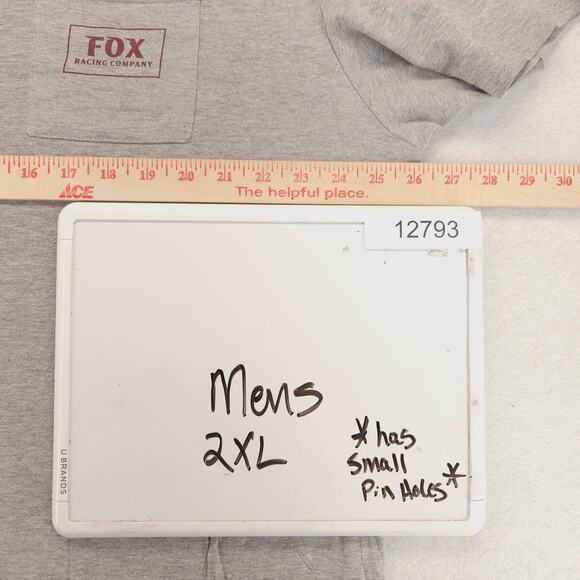 FOX
RACING COMPANY
16 17 18 19 20 21 22 23 24 25 26 27 28 29 30
ACE The helpful place.
12793
Mens
2XL
*has
small
Pin Holes*
U BRANDS